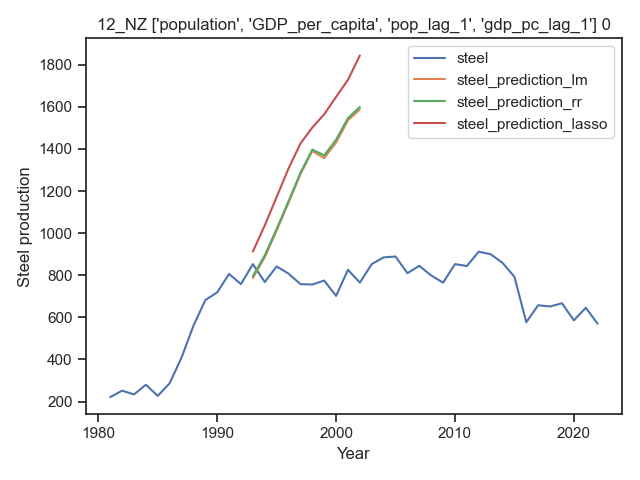 12_NZ ['population', 'GDP_per_capita', 'pop_lag_1', 'gdp_pc_lag_1'] 0
steel
steel_prediction_lm
steel_prediction_rr
steel_prediction_lasso
Steel production
1800
1600
1400
1200
1000
800
600
400
200
1980
1990
2000
2010
2020
Year